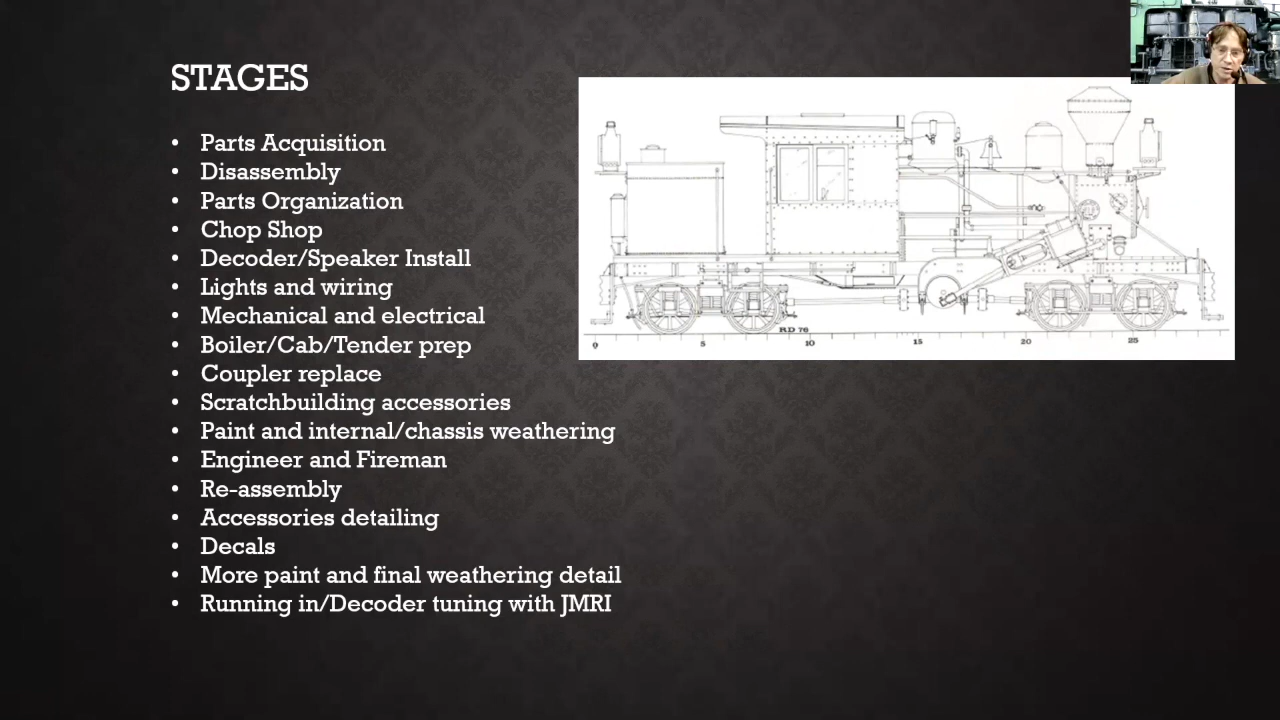 STAGES
• Parts Acquisition
• Disassembly
• Parts Organization
• Chop Shop
• Decoder/Speaker Install
• Lights and wiring
• Mechanical and electrical
• Boiler/Cab/Tender prep
• Coupler replace
• Scratchbuilding accessories
• Paint and internal/chassis weathering
• Engineer and Fireman
• Re-assembly
• Accessories detailing
• Decals
• More paint and final weathering detail
• Running in/Decoder tuning with JMRI
RD 76
0 5 10 15 20 25